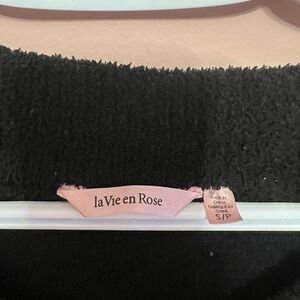 la Vie en Rose
MADE IN
CHINA
FABRIQUÉ EN
CHINE
S/P